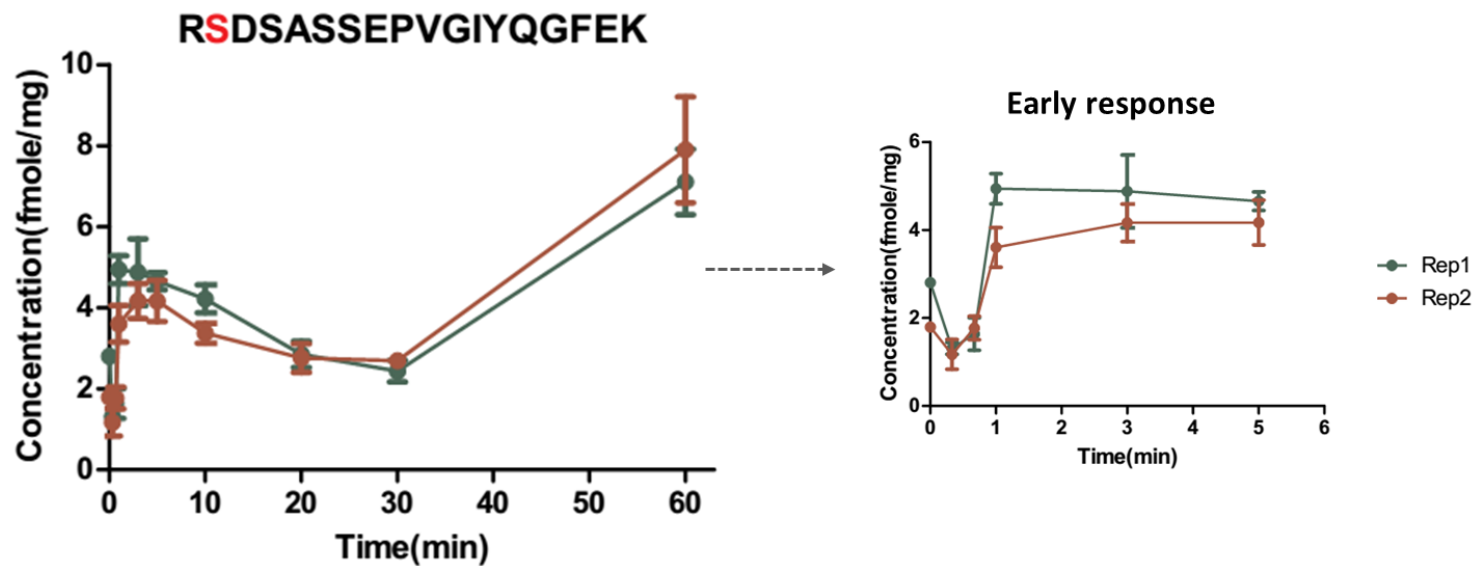 RSDSASSEPVGIYQGFEK
Concentration(fmole/mg)
10
8
6
4
2
0
0 10 20 30 40 50 60
Time(min)
Early response
Concentration(fmole/mg)
6
4
2
0
0 1 2 3 4 5 6
Time(min)
Rep1
Rep2